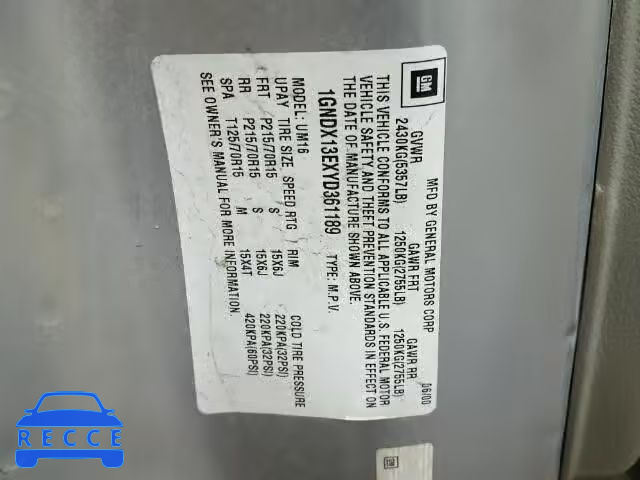 GM
MFD BY GENERAL MOTORS CORP 06/00
GVWR GAWR FRT GAWR RR
2430KG(5357LB) 1250KG(2755LB) 1250KG(2755LB)
THIS VEHICLE CONFORMS TO ALL APPLICABLE U.S. FEDERAL MOTOR
VEHICLE SAFETY AND THEFT PREVENTION STANDARDS IN EFFECT ON
THE DATE OF MANUFACTURE SHOWN ABOVE.
1GNDX13EXYD361189 TYPE: M.P.V.
MODEL: UM16
UPAY TIRE SIZE SPEED RTG RIM COLD TIRE PRESSURE
FRT P215/70R15 S 15X6J 220KPA(32PSI)
RR P215/70R15 S 15X6J 220KPA(32PSI)
SPA T125/70R15 M 15X4T 420KPA(60PSI)
SEE OWNER'S MANUAL FOR MORE INFORMATION.
GM
RECCE